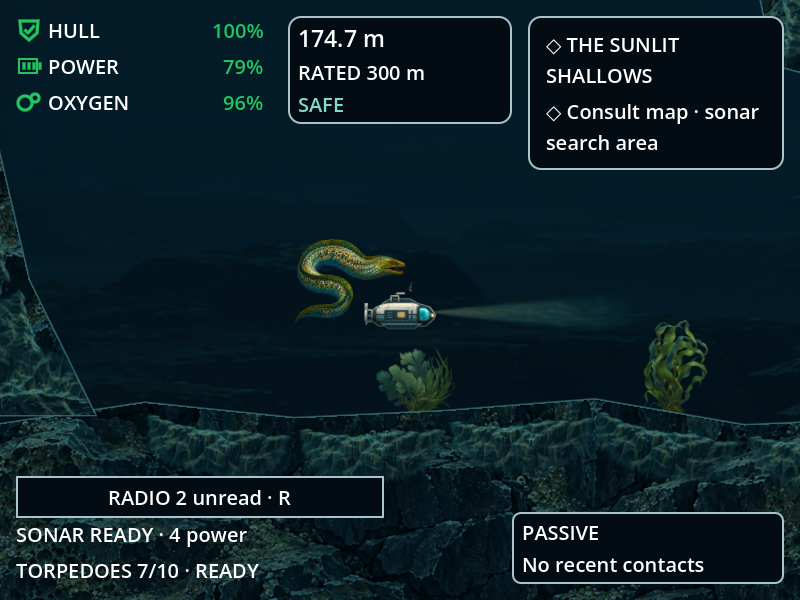 HULL 100%
POWER 79%
OXYGEN 96%
174.7 m
RATED 300 m
SAFE
◇ THE SUNLIT
SHALLOWS
◇ Consult map · sonar
search area
RADIO 2 unread · R
SONAR READY · 4 power
TORPEDOES 7/10 · READY
PASSIVE
No recent contacts